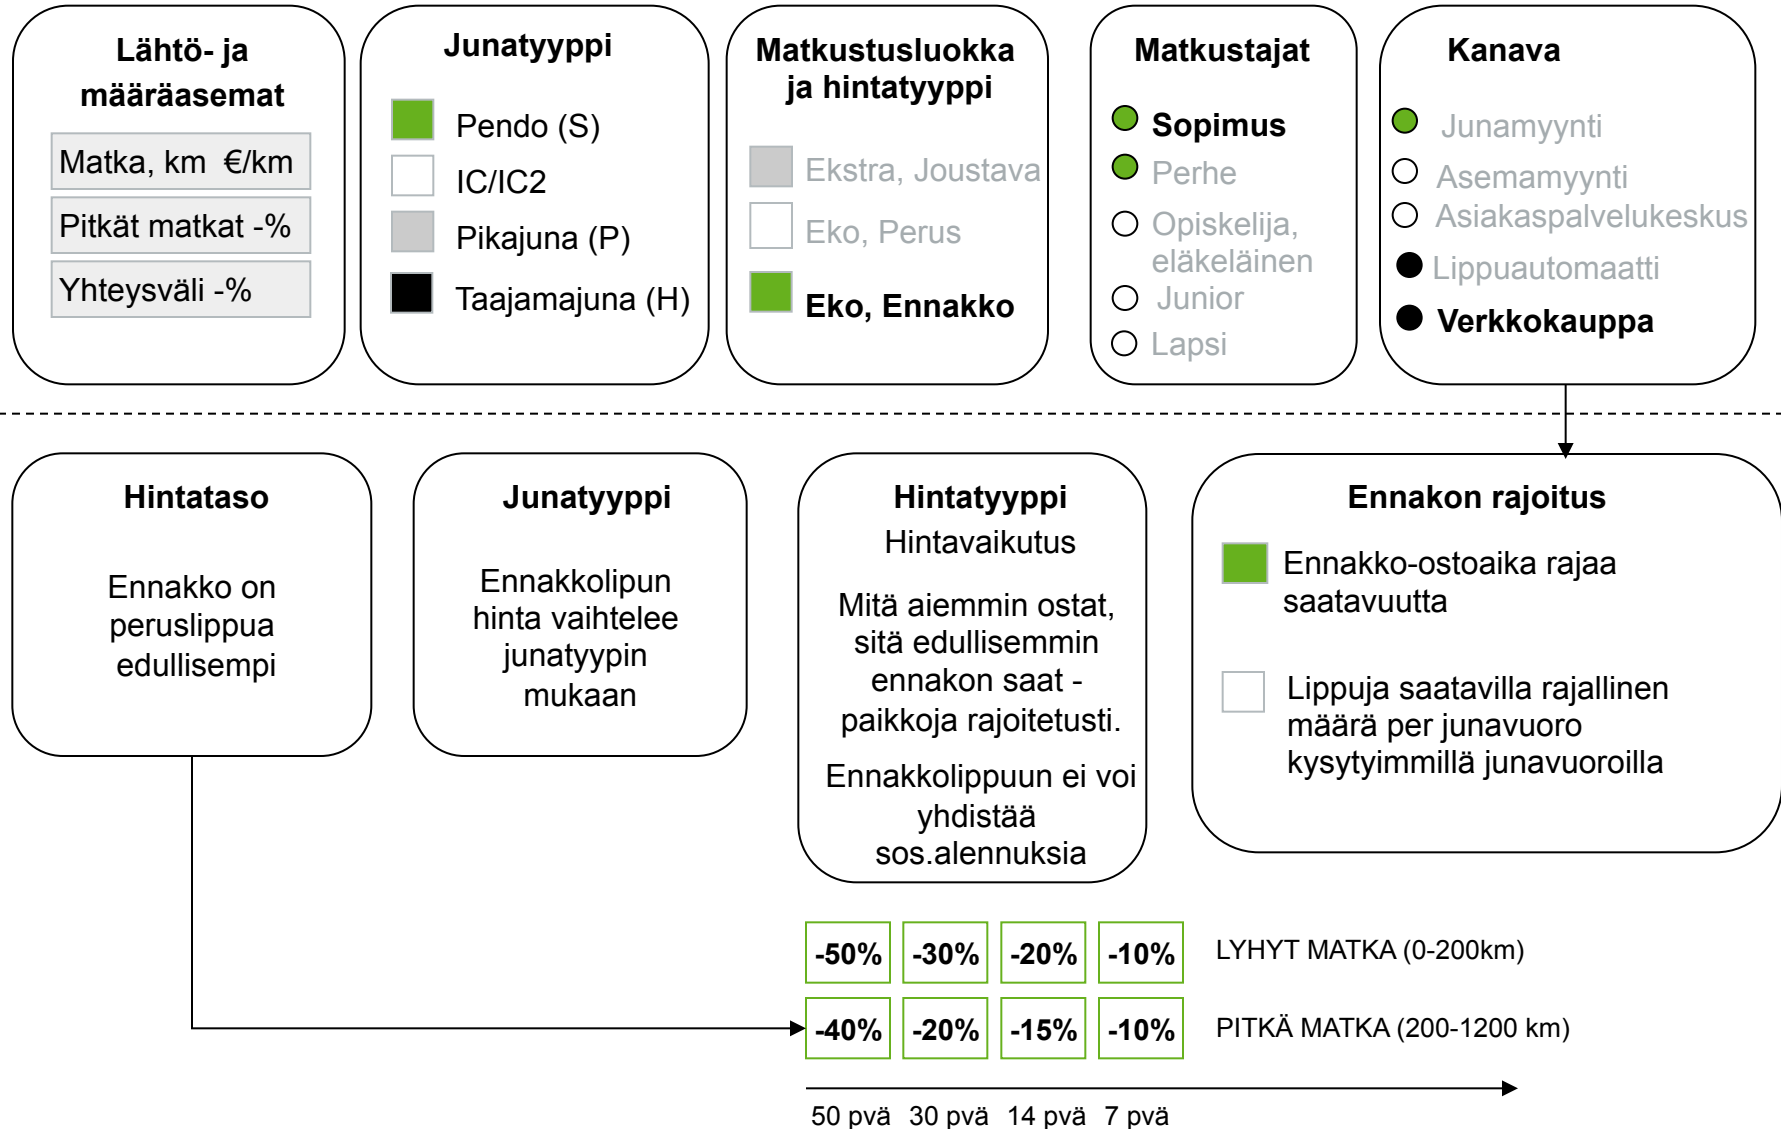 Lähtö- ja
määräasemat
Matka, km €/km
Pitkät matkat -%
Yhteysväli -%
Junatyyppi
Pendo (S)
IC/IC2
Pikajuna (P)
Taajamajuna (H)
Matkustusluokka
ja hintatyyppi
Ekstra, Joustava
Eko, Perus
Eko, Ennakko
Matkustajat
Sopimus
Perhe
Opiskelija,
eläkeläinen
Junior
Lapsi
Kanava
Junamyynti
Asemamyynti
Asiakaspalvelukeskus
Lippuautomaatti
Verkkokauppa
Hintataso
Ennakko on
peruslippua
edullisempi
Junatyyppi
Ennakkolipun
hinta vaihtelee
junatyypin
mukaan
Hintatyyppi
Hintavaikutus
Mitä aiemmin ostat,
sitä edullisemmin
ennakon saat -
paikkoja rajoitetusti.
Ennakkolippuun ei voi
yhdistää
sos.alennuksia
Ennakon rajoitus
Ennakko-ostoaika rajaa
saatavuutta
Lippuja saatavilla rajallinen
määrä per junavuoro
kysytyimmillä junavuoroilla
-50% -30% -20% -10% LYHYT MATKA (0-200km)
-40% -20% -15% -10% PITKÄ MATKA (200-1200 km)
50 pvä 30 pvä 14 pvä 7 pvä